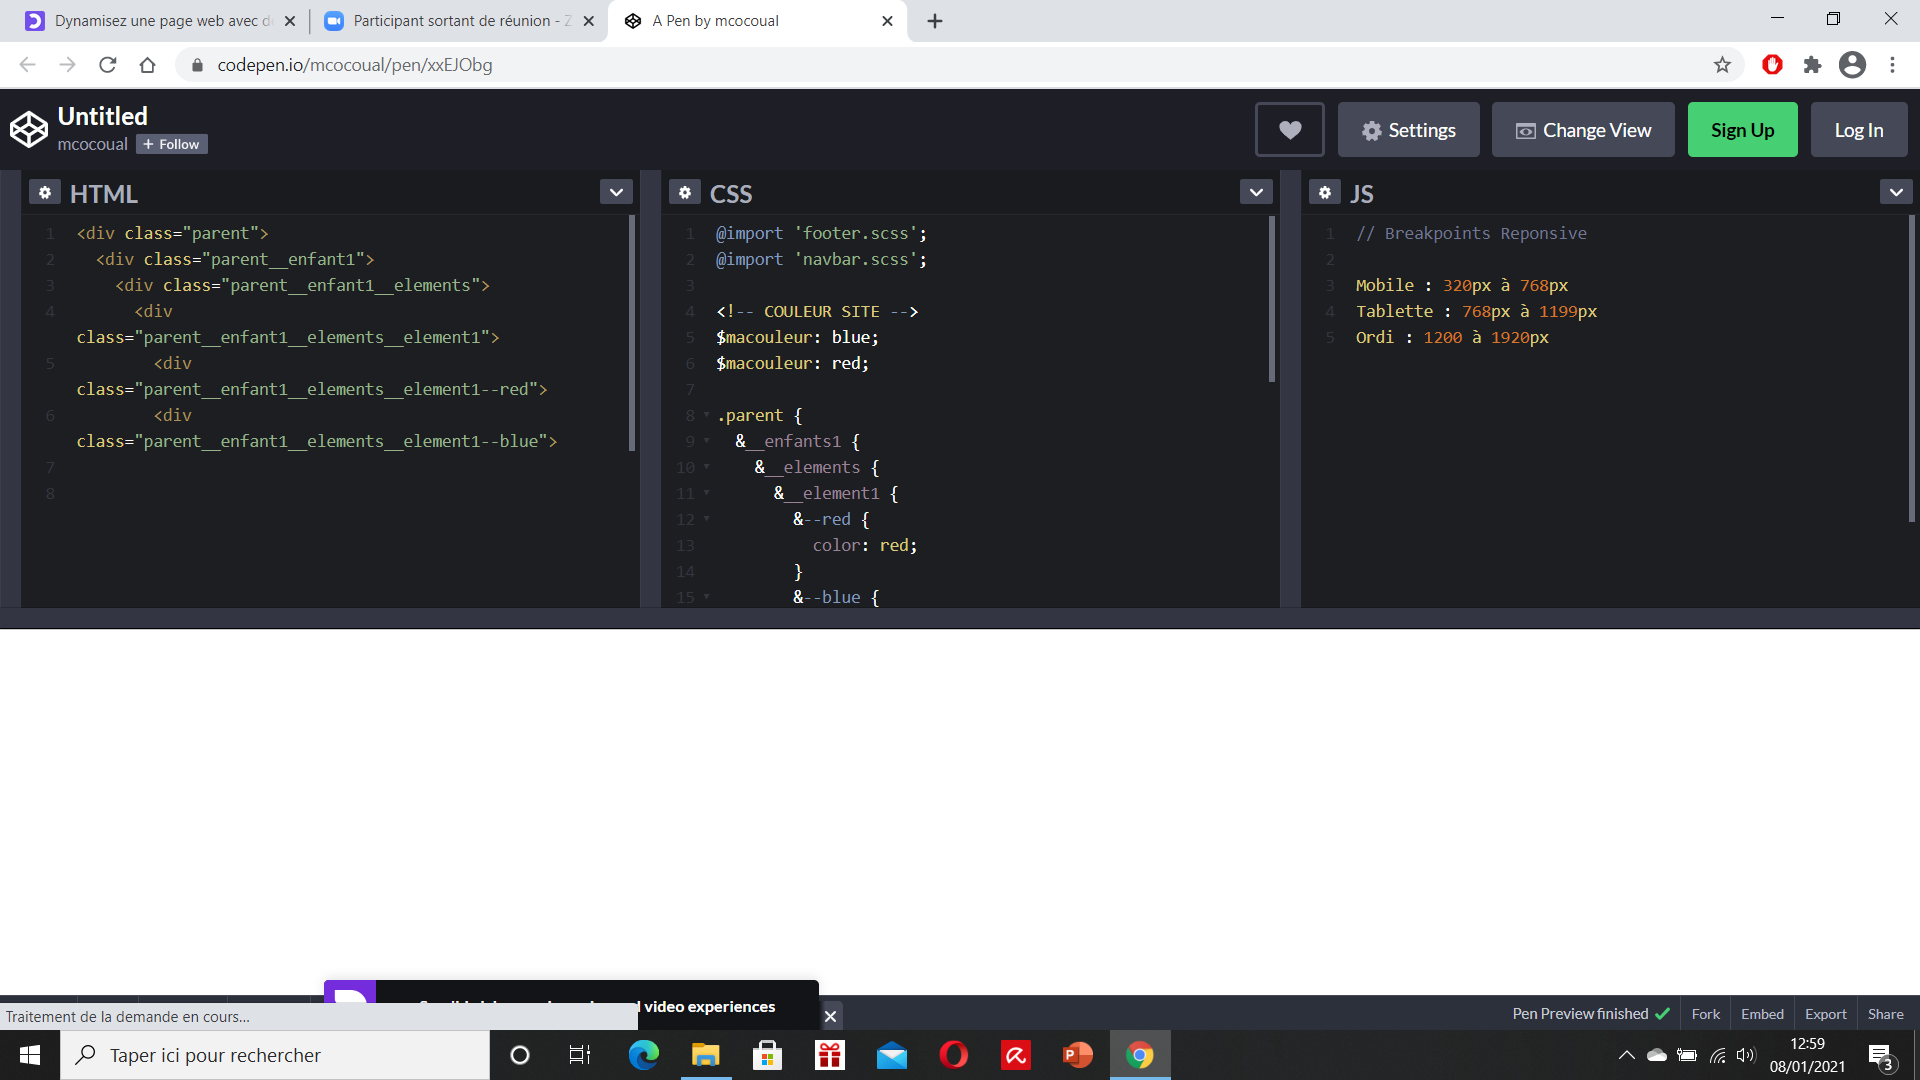 Dynamisez une page web avec d
Participant sortant de réunion - Z
A Pen by mcocoual
codepen.io/mcocoual/pen/xxEJObg
Untitled
mcocoual
+ Follow
Settings
Change View
Sign Up
Log In
HTML
1 <div class="parent">
2 <div class="parent__enfant1">
3 <div class="parent__enfant1__elements">
4 <div
class="parent__enfant1__elements__element1">
5 <div
class="parent__enfant1__elements__element1--red">
6 <div
class="parent__enfant1__elements__element1--blue">
7
8
CSS
1 @import 'footer.scss';
2 @import 'navbar.scss';
3
4 <!-- COULEUR SITE -->
5 $macouleur: blue;
6 $macouleur: red;
7
8 .parent {
9 &__enfants1 {
10 &__elements {
11 &__element1 {
12 &--red {
13 color: red;
14 }
15 &--blue {
JS
1 // Breakpoints Reponsive
2
3 Mobile : 320px à 768px
4 Tablette : 768px à 1199px
5 Ordi : 1200 à 1920px
video experiences
Traitement de la demande en cours...
Pen Preview finished
Fork
Embed
Export
Share
Taper ici pour rechercher
12:59
08/01/2021
3